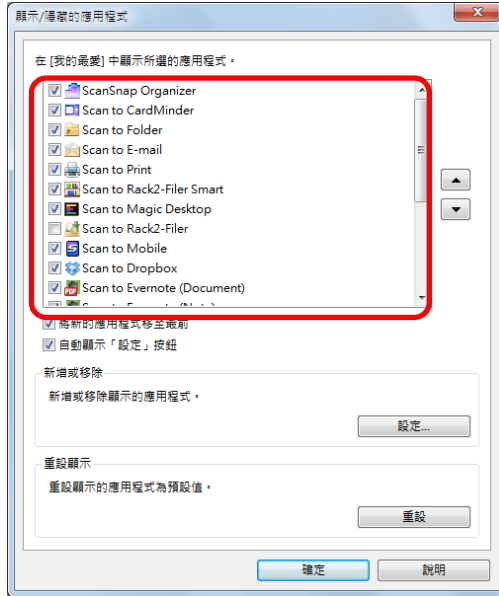 顯示/隱藏的應用程式
在 [我的最愛] 中顯示所選的應用程式。
ScanSnap Organizer
Scan to CardMinder
Scan to Folder
Scan to E-mail
Scan to Print
Scan to Rack2-Filer Smart
Scan to Magic Desktop
Scan to Rack2-Filer
Scan to Mobile
Scan to Dropbox
Scan to Evernote (Document)
將新的應用程式移至最前
自動顯示「設定」按鈕
新增或移除
新增或移除顯示的應用程式。
設定...
重設顯示
重設顯示的應用程式為預設值。
重設
確定
說明